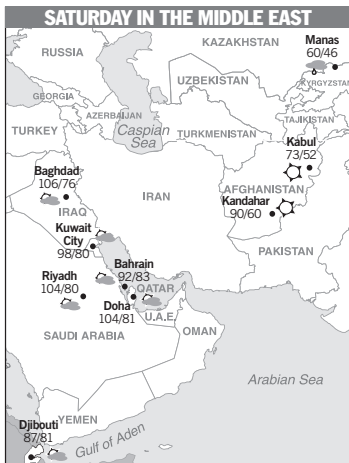 SATURDAY IN THE MIDDLE EAST
KAZAKHSTAN
Manas
60/46
RUSSIA
UZBEKISTAN
KYRGYZSTAN
GEORGIA
AZERBAIJAN
TAJIKISTAN
TURKEY
Caspian
Sea
TURKMENISTAN
Kabul
73/52
Baghdad
106/76
IRAN
AFGHANISTAN
Kandahar
90/60
IRAQ
Kuwait
City
98/80
PAKISTAN
Bahrain
92/83
Riyadh
104/80
QATAR
Doha
104/81
U.A.E.
OMAN
SAUDI ARABIA
Arabian Sea
YEMEN
Djibouti
87/81
Gulf of Aden